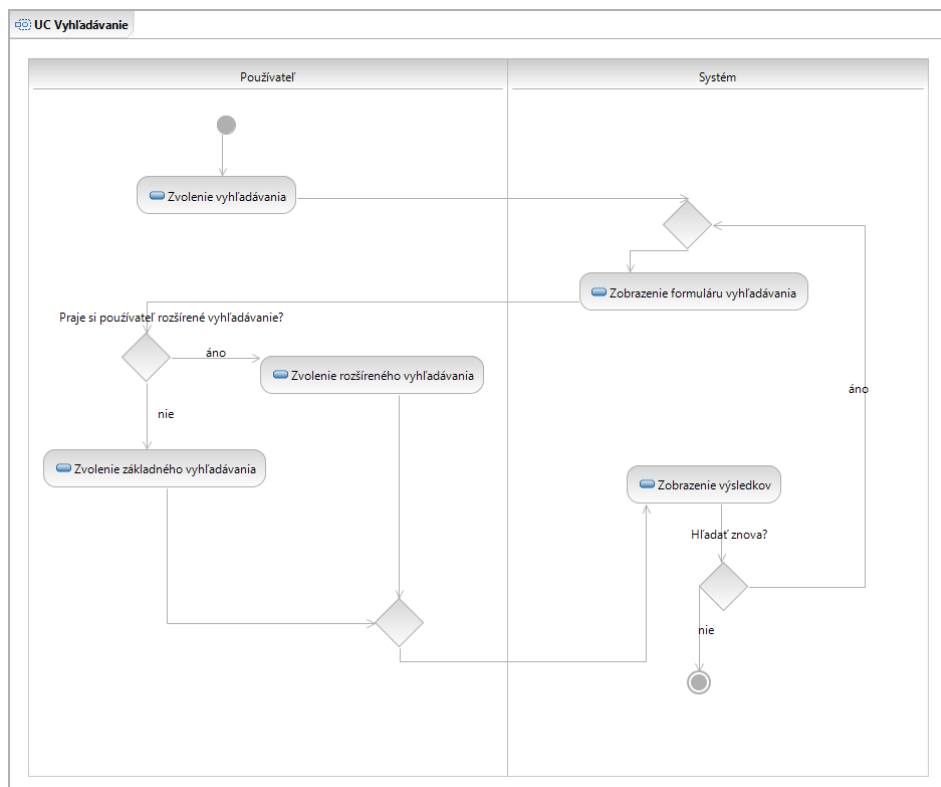 UC Vyhľadávanie
Používateľ
Systém
Zvolenie vyhľadávania
Zobrazenie formuláru vyhľadávania
Praje si používateľ rozšírené vyhľadávanie?
áno
Zvolenie rozšíreného vyhľadávania
áno
nie
Zvolenie základného vyhľadávania
Zobrazenie výsledkov
Hľadať znova?
nie